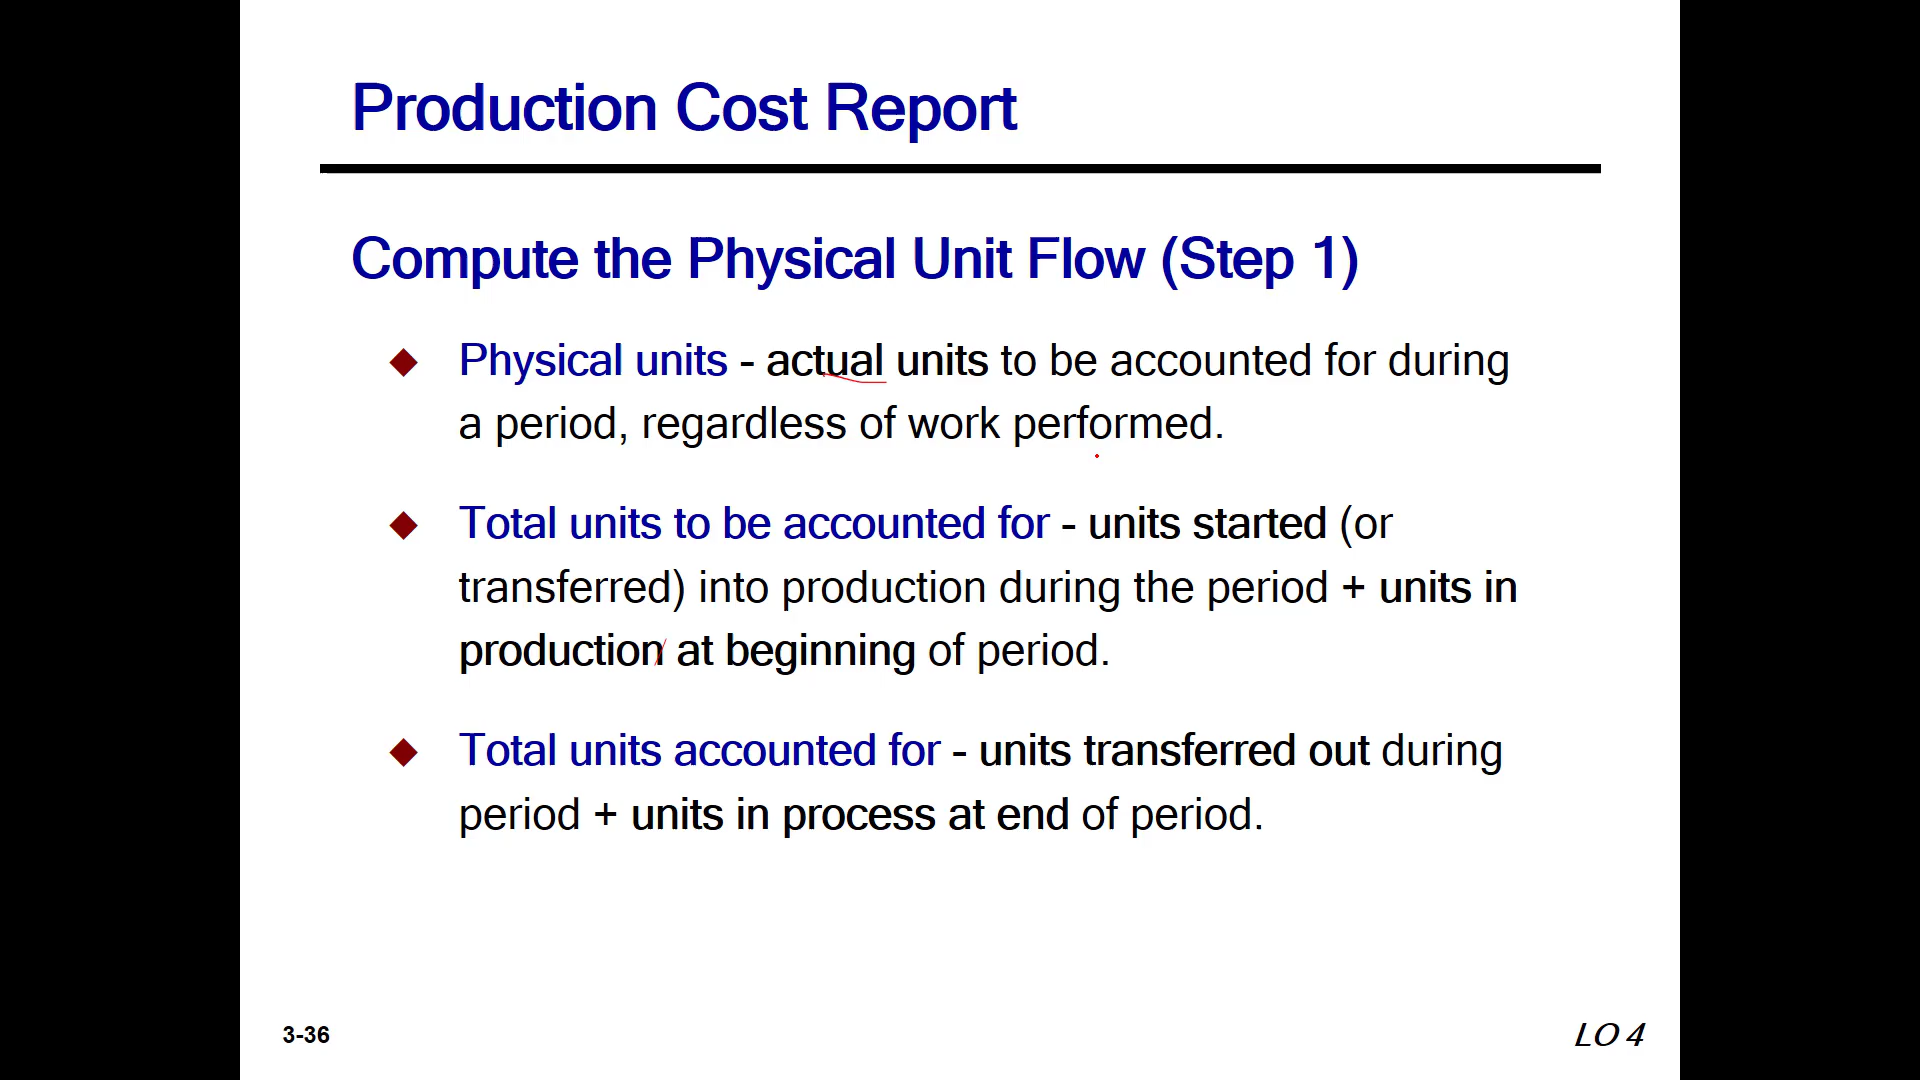 Production Cost Report
Compute the Physical Unit Flow (Step 1)
Physical units - actual units to be accounted for during
a period, regardless of work performed.
Total units to be accounted for - units started (or
transferred) into production during the period + units in
production at beginning of period.
Total units accounted for - units transferred out during
period + units in process at end of period.
3-36
LO 4